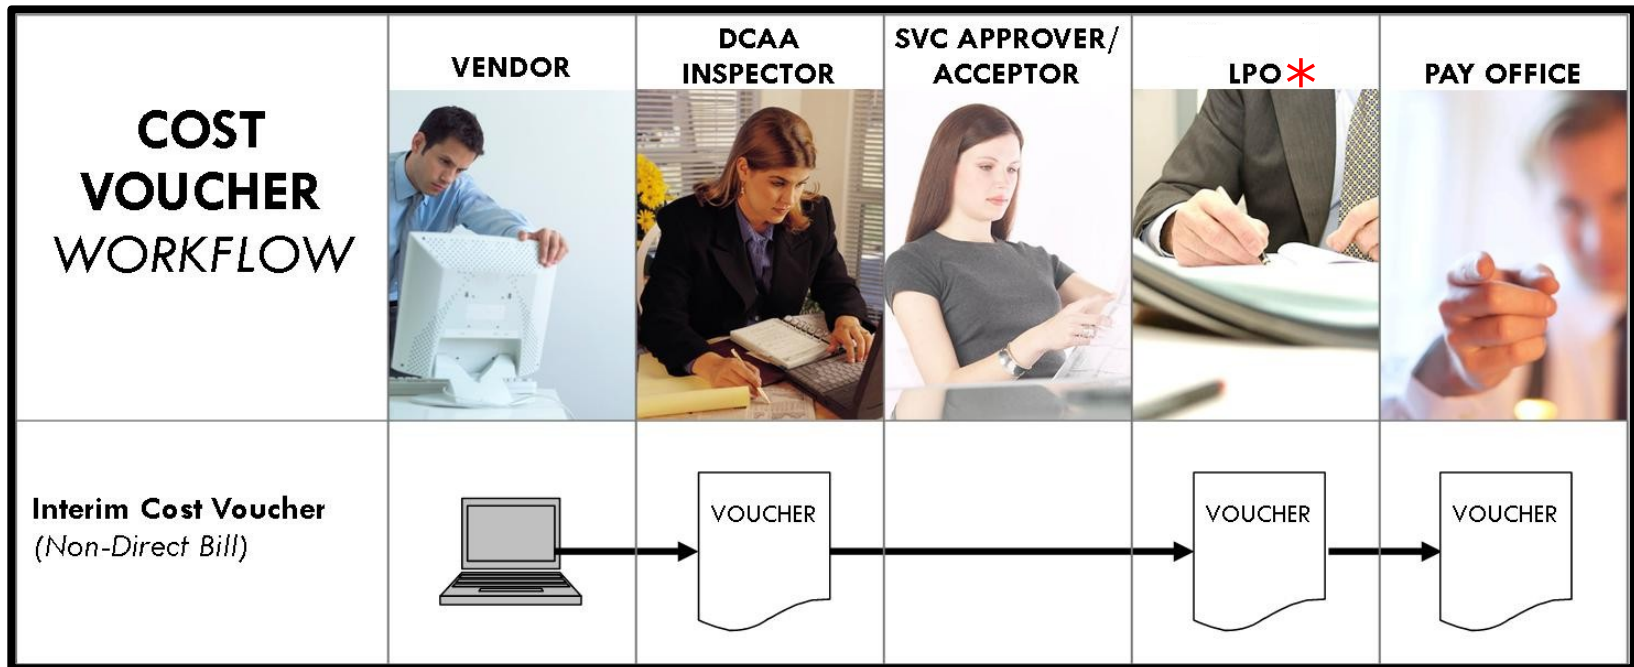 COST
VOUCHER
WORKFLOW
VENDOR
DCAA
INSPECTOR
SVC APPROVER/
ACCEPTOR
LPO*
PAY OFFICE
Interim Cost Voucher
(Non-Direct Bill)
VOUCHER
VOUCHER
VOUCHER